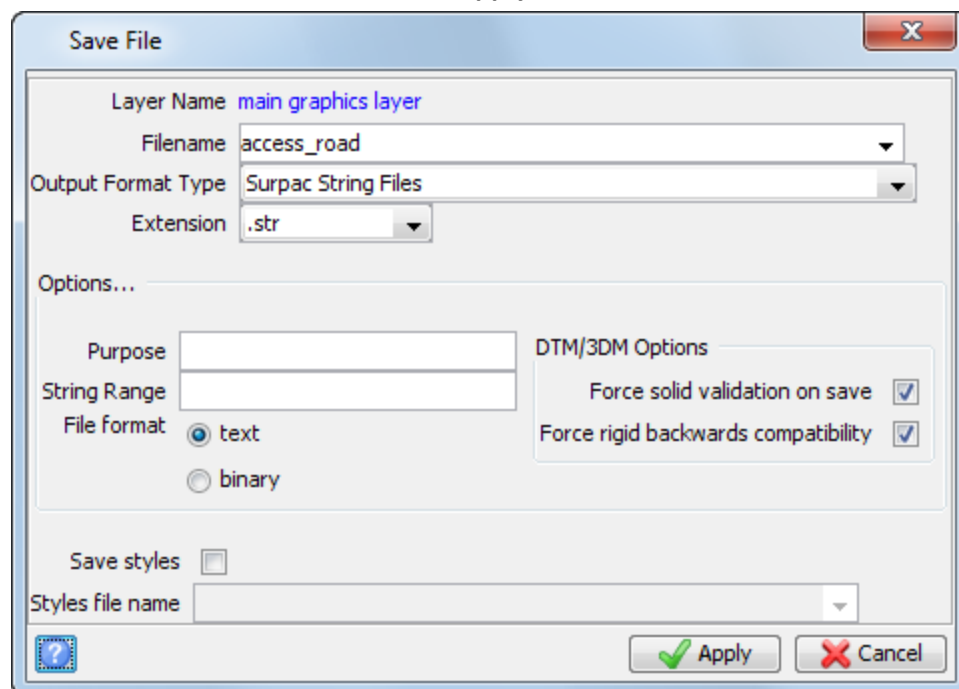 Save File
Layer Name main graphics layer
Filename access_road
Output Format Type Surpac String Files
Extension .str
Options...
Purpose
String Range
File format text
binary
DTM/3DM Options
Force solid validation on save
Force rigid backwards compatibility
Save styles
Styles file name
? Apply Cancel